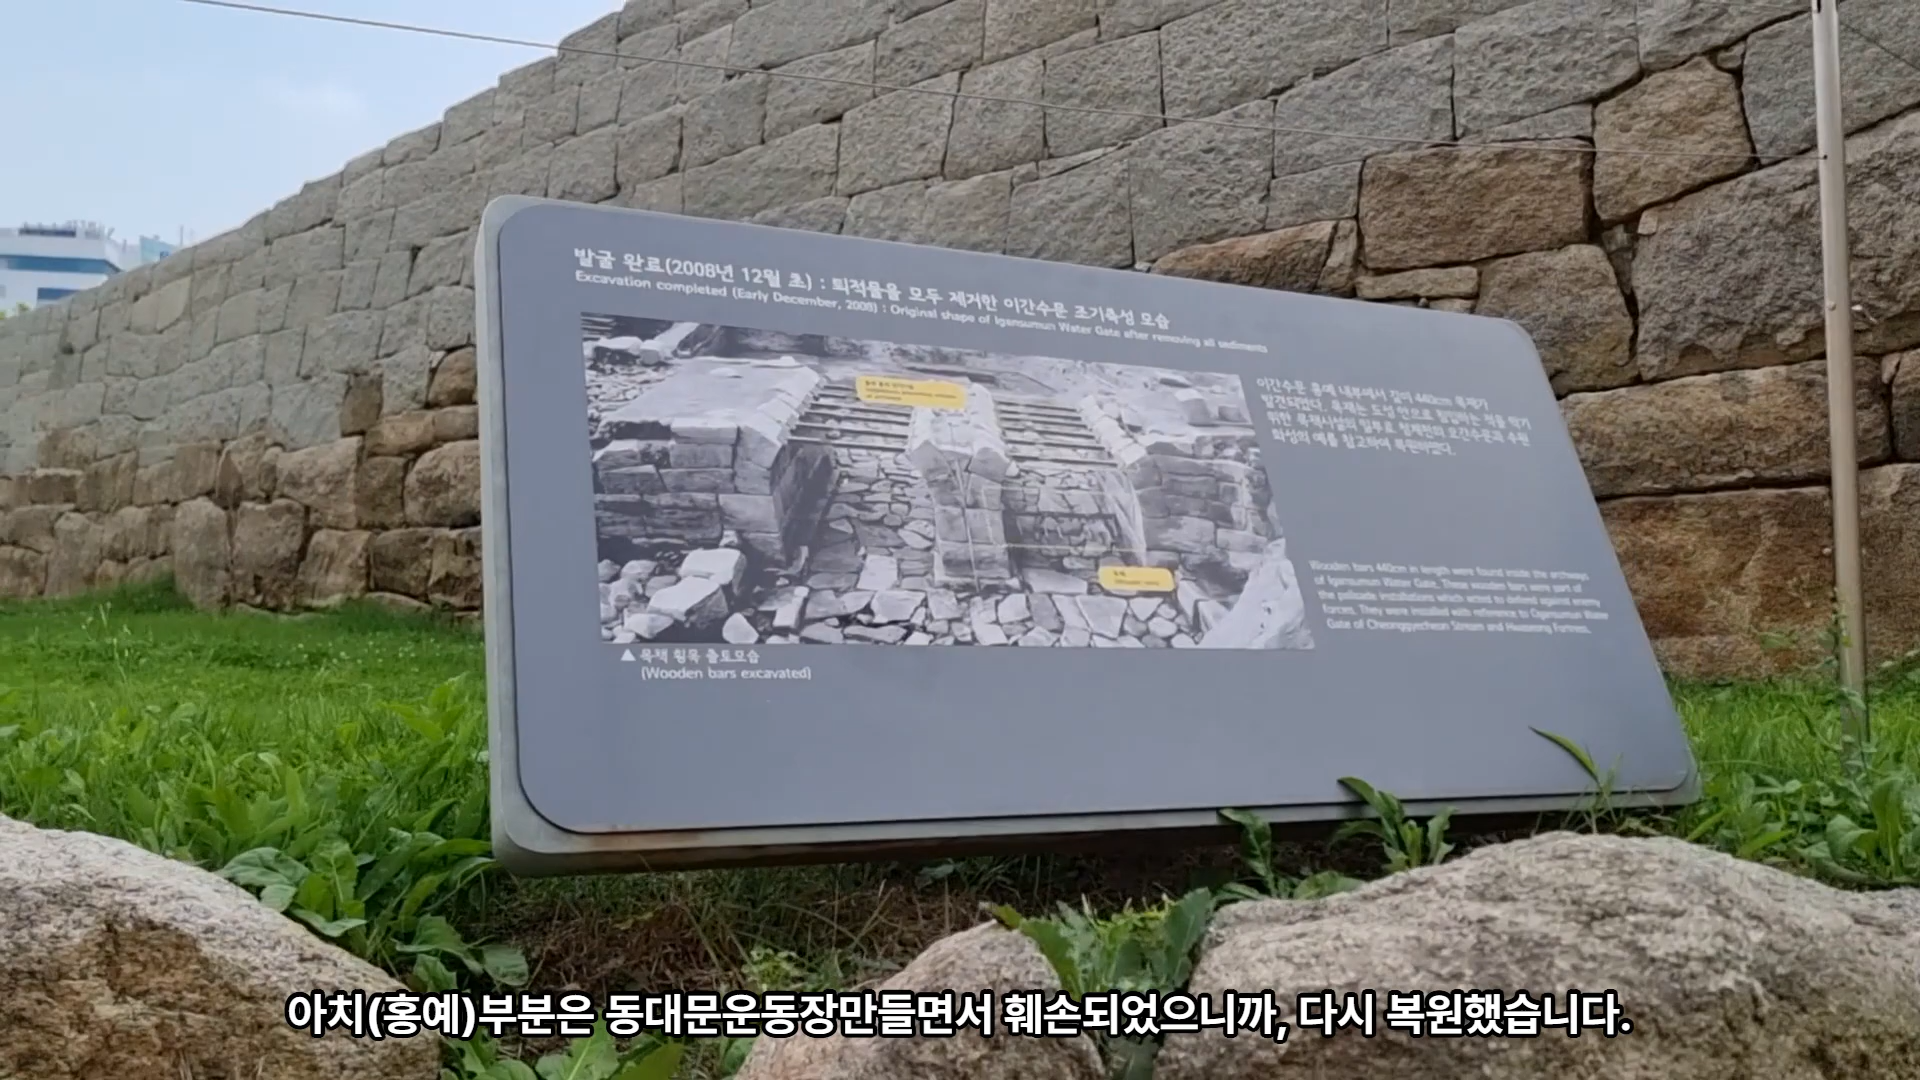 발굴 완료(2008년 12월 초) : 퇴적물을 모두 제거한 이간수문 조기축성 모습
Excavation completed (Early December, 2008) : Original shape of Igansumun Water Gate after removing all sediments
이간수문 홍예 내부에서 길이 440cm 목재가
발견되었다. 목재는 도성 안으로 침입하는 적을 막기
위한 목책시설의 일부로 청계천의 오간수문과 수원
화성의 예를 참고하여 복원하였다.
Wooden bars 440cm in length were found inside the archways
of Igansumun Water Gate. These wooden bars were part of
the palisade installations which acted to defend against enemy
forces. They were installed with reference to Ogansumun Water
Gate of Cheonggyecheon Stream and Hwaseong Fortress.
▲ 목책 횡목 출토모습
(Wooden bars excavated)
아치(홍예)부분은 동대문운동장만들면서 훼손되었으니까, 다시 복원했습니다.